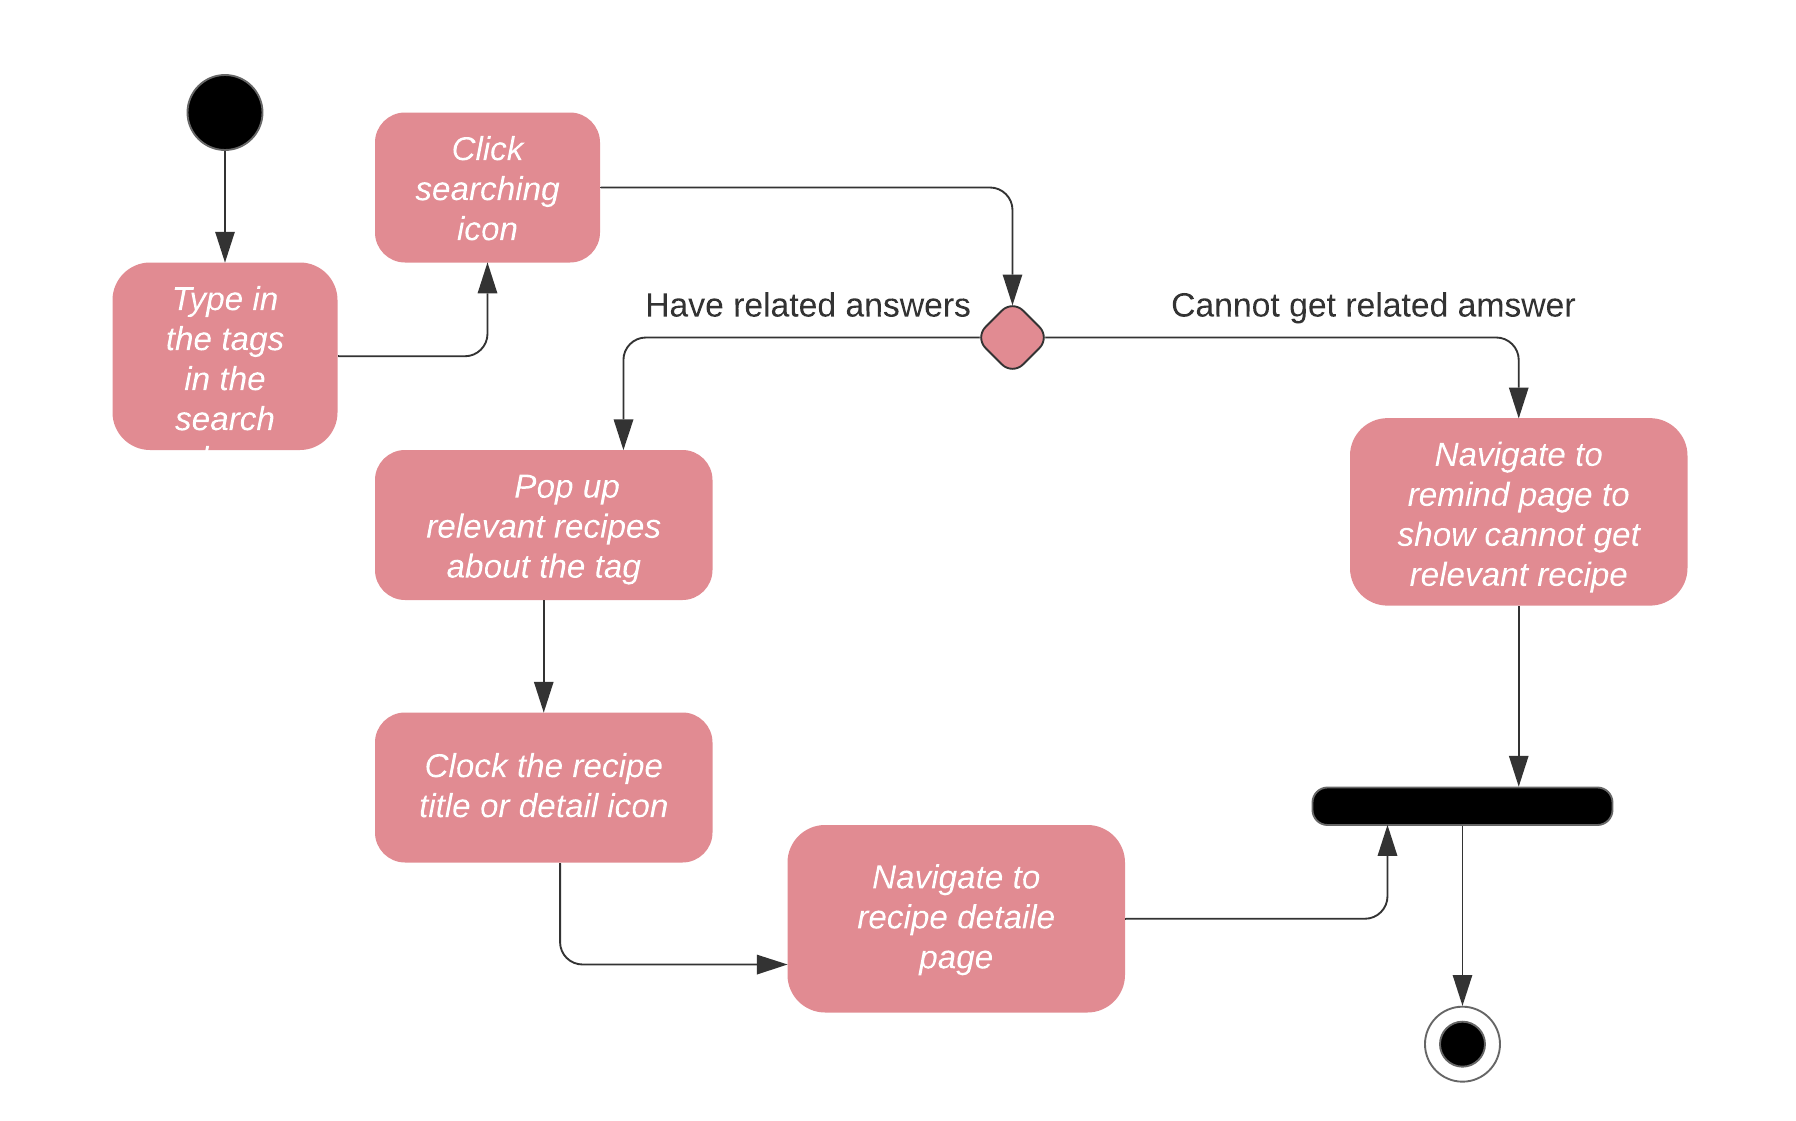 Click
searching
icon
Type in
the tags
in the
search
Have related answers
Cannot get related amswer
Pop up
relevant recipes
about the tag
Navigate to
remind page to
show cannot get
relevant recipe
Clock the recipe
title or detail icon
Navigate to
recipe detaile
page